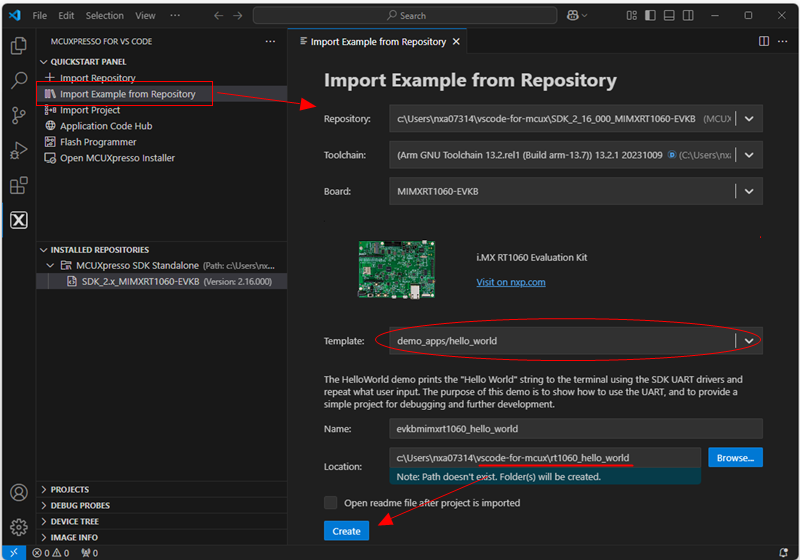 File Edit Selection View ··· Search
MCUXPRESSO FOR VS CODE ···
QUICKSTART PANEL
Import Repository
Import Example from Repository
Import Project
Application Code Hub
Flash Programmer
Open MCUXpresso Installer
INSTALLED REPOSITORIES
MCUXpresso SDK Standalone (Path: c:\Users\nx...
SDK_2.x_MIMXRT1060-EVKB (Version: 2.16.000)
PROJECTS
DEBUG PROBES
DEVICE TREE
IMAGE INFO
Import Example from Repository
Import Example from Repository
Repository: c:\Users\nxa07314\vscode-for-mcux\SDK_2_16_000_MIMXRT1060-EVKB (MCUX
Toolchain: (Arm GNU Toolchain 13.2.rel1 (Build arm-13.7)) 13.2.1 20231009 (C:\Users\nx
Board: MIMXRT1060-EVKB
i.MX RT1060 Evaluation Kit
Visit on nxp.com
Template: demo_apps/hello_world
The HelloWorld demo prints the "Hello World" string to the terminal using the SDK UART drivers and
repeat what user input. The purpose of this demo is to show how to use the UART, and to provide a
simple project for debugging and further development.
Name: evkbmimxrt1060_hello_world
Location: c:\Users\nxa07314\vscode-for-mcux\rt1060_hello_world Browse...
Note: Path doesn't exist. Folder(s) will be created.
Open readme file after project is imported
Create
0 0 0